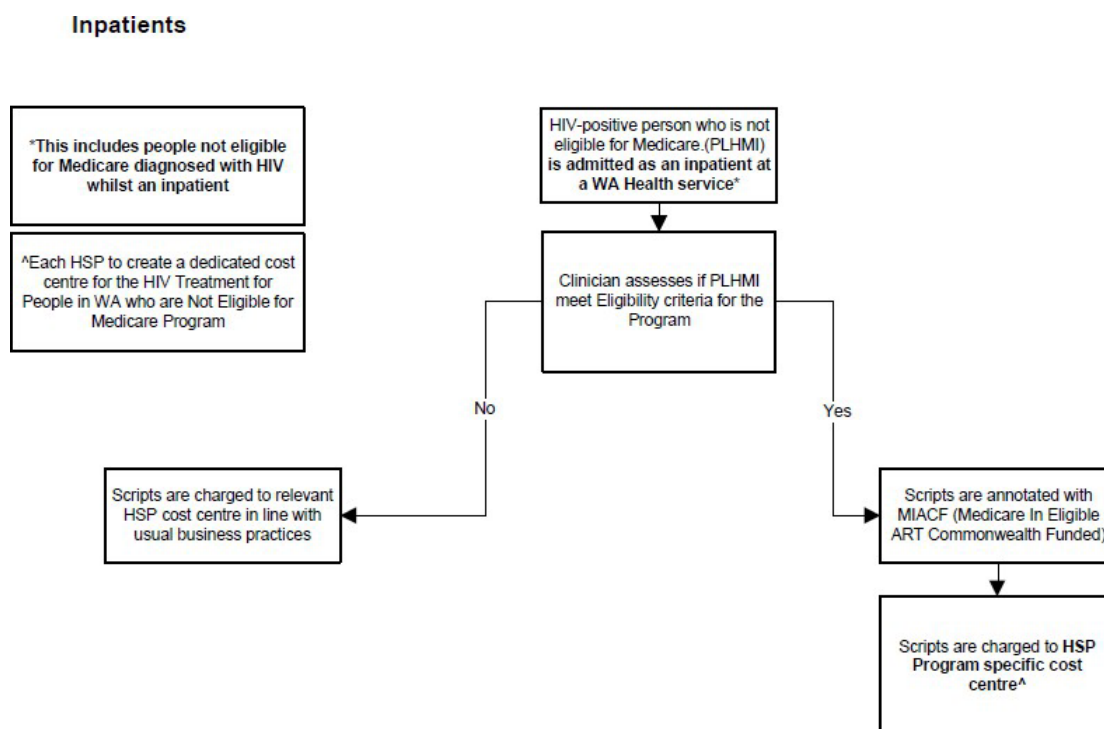 Inpatients
*This includes people not eligible
for Medicare diagnosed with HIV
whilst an inpatient
^Each HSP to create a dedicated cost
centre for the HIV Treatment for
People in WA who are Not Eligible for
Medicare Program
HIV-positive person who is not
eligible for Medicare.(PLHMI)
is admitted as an inpatient at
a WA Health service*
Clinician assesses if PLHMI
meet Eligibility criteria for the
Program
No
Yes
Scripts are charged to relevant
HSP cost centre in line with
usual business practices
Scripts are annotated with
MIACF (Medicare In Eligible
ART Commonwealth Funded)
Scripts are charged to HSP
Program specific cost
centre^